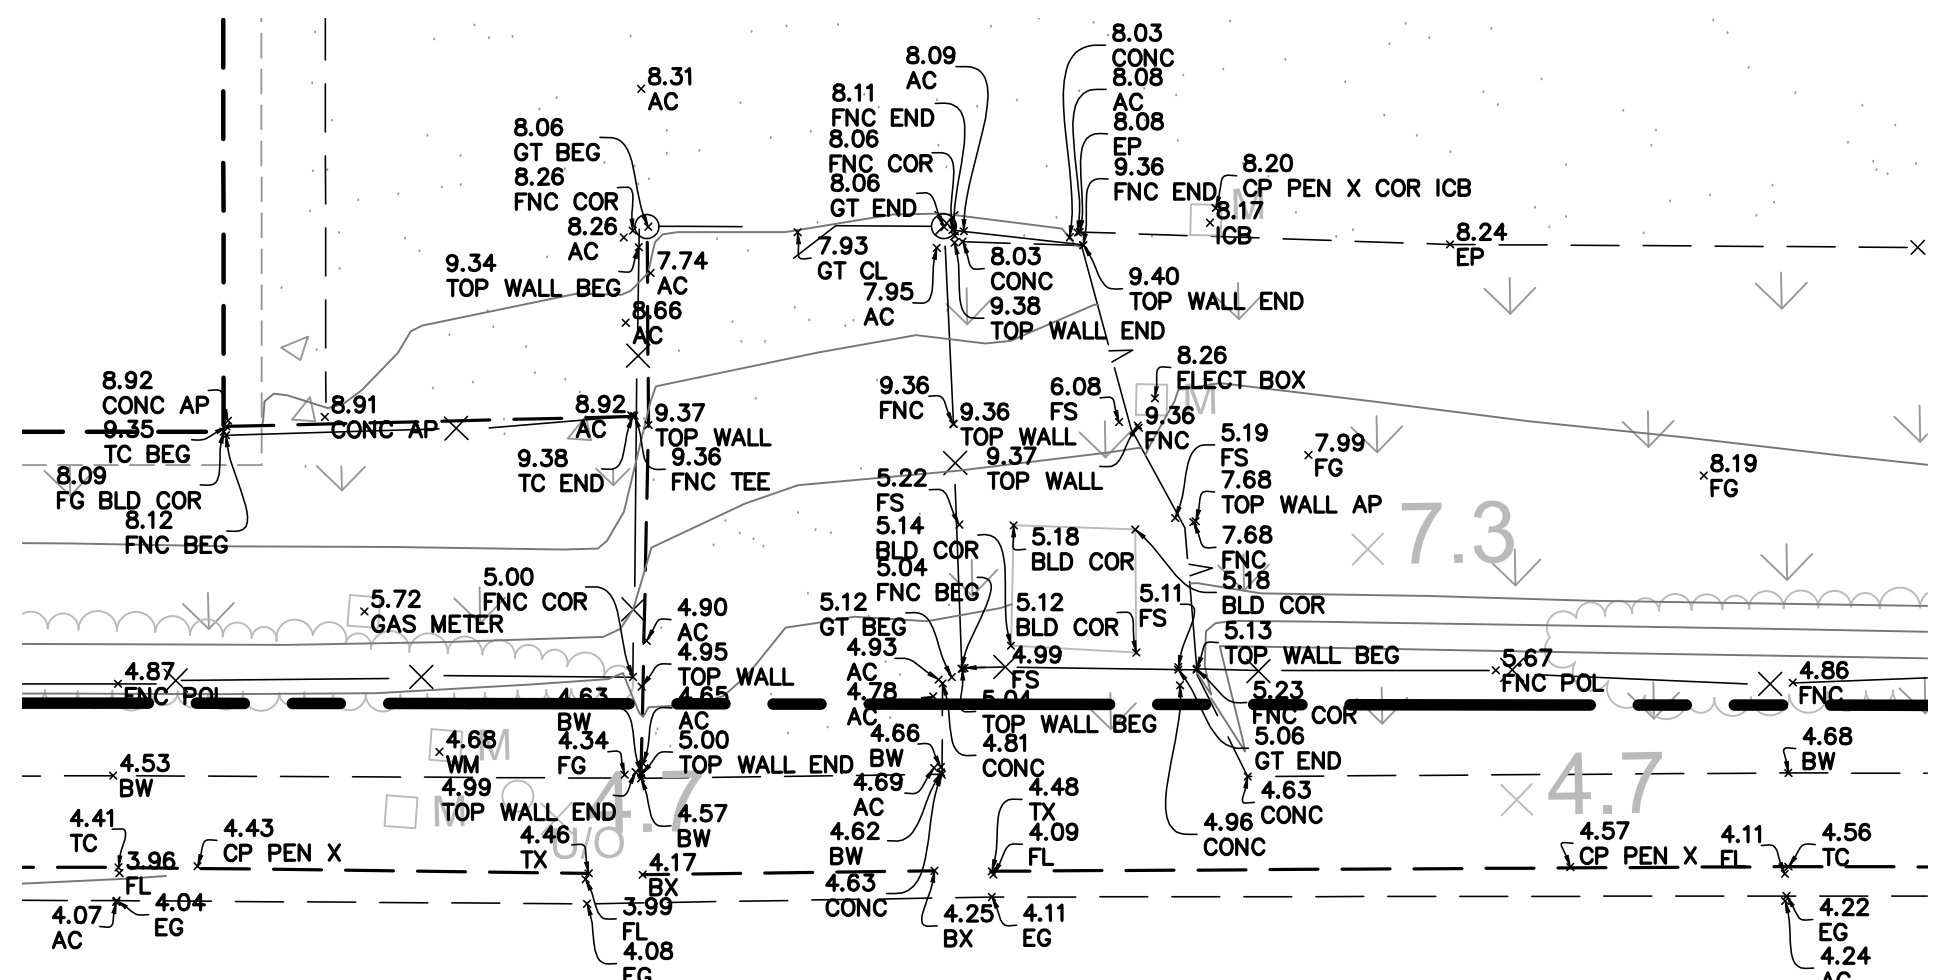 8.03
CONC
8.09
AC
8.31
AC
8.08
AC
8.11
FNC END
8.06
GT BEG
8.08
EP
8.06
FNC COR
8.20
CP PEN X COR ICB
9.36
FNC END
8.26
FNC COR
8.06
GT END
M
8.17
ICB
8.26
AC
8.24
EP
7.93
GT CL
9.34
TOP WALL BEG
7.74
AC
8.03
CONC
9.40
TOP WALL END
7.95
AC
9.38
TOP WALL END
8.66
AC
8.26
ELECT BOX
M
8.92
CONC AP
9.36
FNC
6.08
FS
8.91
CONC AP
8.92
AC
9.37
TOP WALL
9.36
TOP WALL
9.36
FNC
9.35
TC BEG
5.19
FS
7.99
FG
9.38
TC END
9.36
FNC TEE
9.37
TOP WALL
8.19
FG
8.09
FG BLD COR
5.22
FS
7.68
TOP WALL AP
8.12
FNC BEG
5.14
BLD COR
5.18
BLD COR
7.68
FNC
7.3
5.04
FNC BEG
5.00
FNC COR
5.18
BLD COR
5.72
GAS METER
4.90
AC
5.12
GT BEG
5.12
BLD COR
5.11
FS
5.13
TOP WALL BEG
4.93
AC
4.95
TOP WALL
4.99
FS
5.67
FNC POL
4.87
FNC POL
4.86
FNC
4.63
BW
4.65
AC
4.78
AC
5.04
TOP WALL BEG
5.23
FNC COR
4.68
WM
M
4.34
FG
5.00
TOP WALL END
4.66
BW
4.81
CONC
5.06
GT END
4.68
BW
4.53
BW
4.99
TOP WALL END
M
4.7
U/O
4.69
AC
4.48
TX
4.63
CONC
4.7
4.57
BW
4.41
TC
4.43
CP PEN X
4.46
TX
4.62
BW
4.09
FL
4.96
CONC
4.57
CP PEN X
4.11
FL
4.56
TC
3.96
FL
4.17
BX
4.63
CONC
4.07
AC
4.04
EG
3.99
FL
4.25
BX
4.11
EG
4.22
EG
4.08
EG
4.24
AC